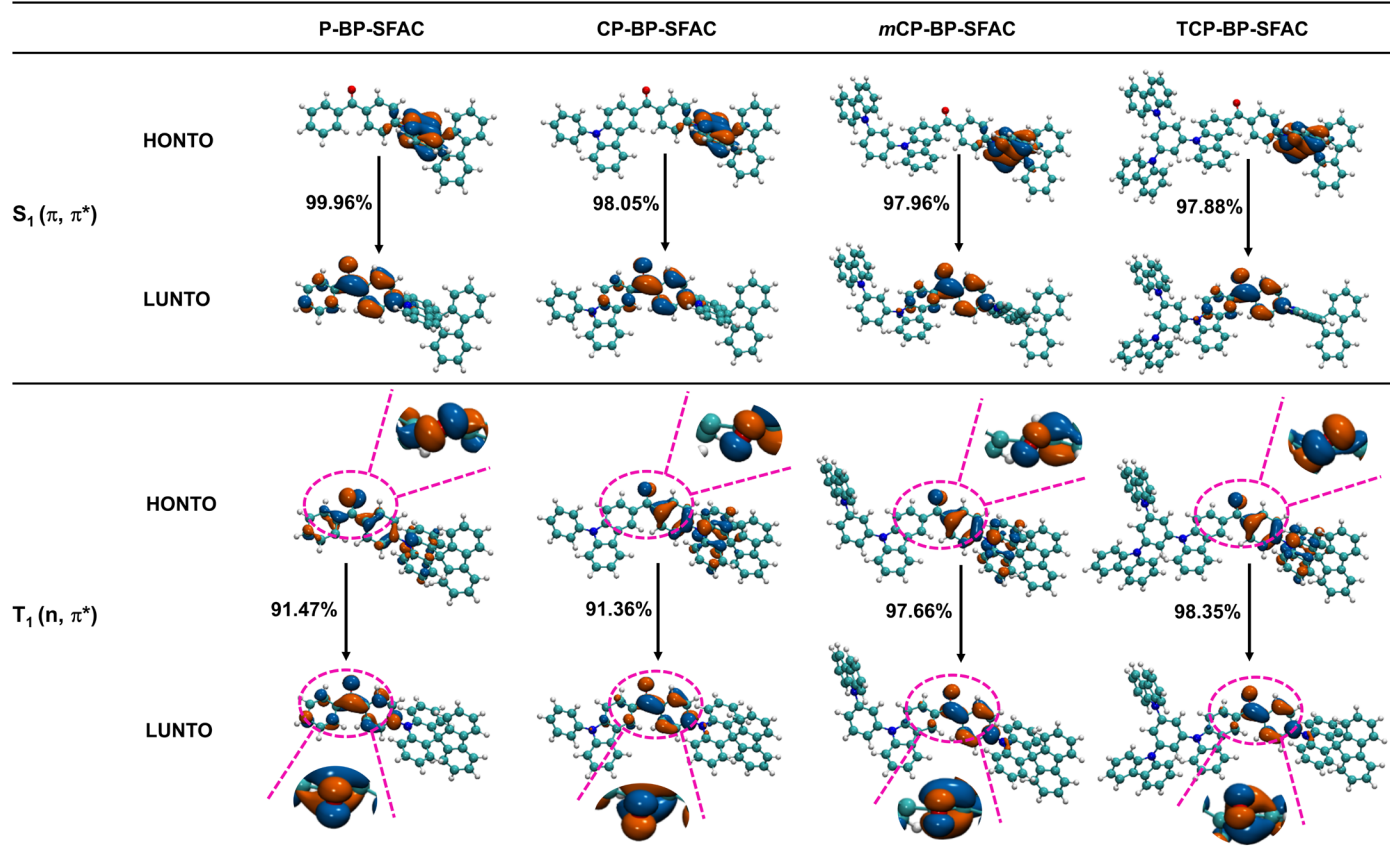 P-BP-SFAC CP-BP-SFAC mCP-BP-SFAC TCP-BP-SFAC
HONTO
99.96% 98.05% 97.96% 97.88%
S₁ (π, π*)
LUNTO
HONTO
91.47% 91.36% 97.66% 98.35%
T₁ (n, π*)
LUNTO